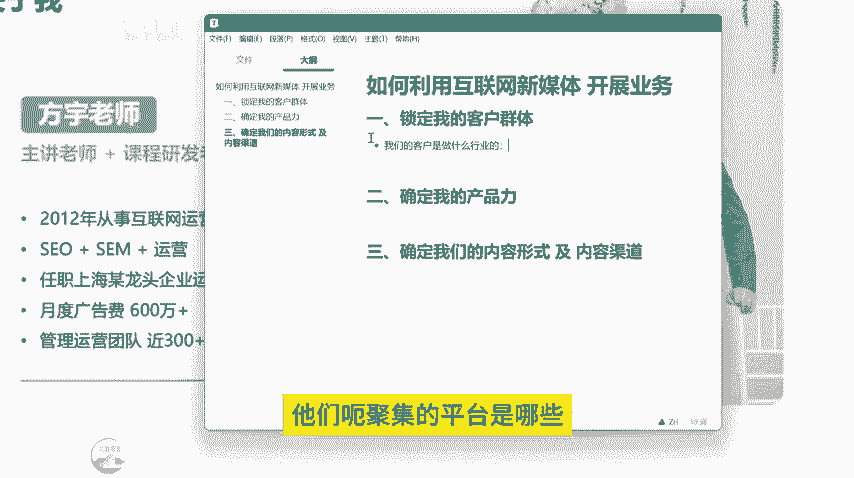 于我
方宇老师
主讲老师 + 课程研发
2012年从事互联网运营
SEO + SEM + 运营
任职上海某龙头企业运
月度广告费 600万+
管理运营团队 近300+
文件(F) 编辑(E) 段落(P) 格式(O) 视图(V) 主题(T) 帮助(H)
文件 大纲
如何利用互联网新媒体 开展业务
一、锁定我的客户群体
二、确定我的产品力
三、确定我们的内容形式 及
内容渠道
如何利用互联网新媒体 开展业务
一、锁定我的客户群体
我们的客户是做什么行业的:
二、确定我的产品力
三、确定我们的内容形式 及 内容渠道
ZH
他们呃聚集的平台是哪些